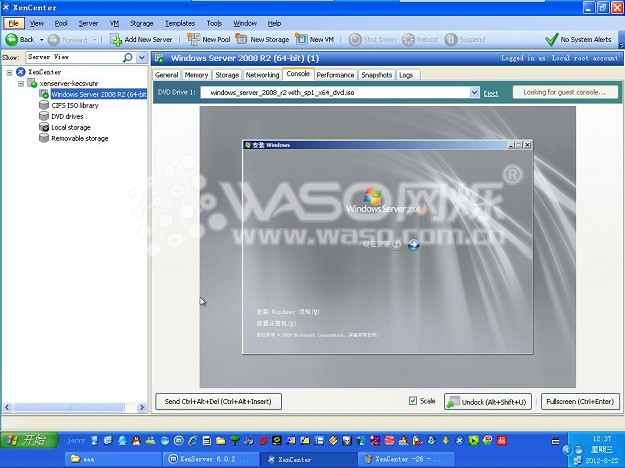 XenCenter
File View Pool Server VM Storage Templates Tools Window Help
Back Forward Add New Server New Pool New Storage New VM Shut Down Reboot Suspend No System Alerts
Show: Server View
Windows Server 2008 R2 (64-bit) (1) Logged in as: Local root account
XenCenter
xenserver-kecsvunr
Windows Server 2008 R2 (64-bit
CIFS ISO library
DVD drives
Local storage
Removable storage
General Memory Storage Networking Console Performance Snapshots Logs
DVD Drive 1: windows_server_2008_r2 with_sp1_x64_dvd.iso Eject Looking for guest console...
安装 Windows
WASO 网烁 ®
WindowsServer 2008
www.waso.com.cn
现在安装(I)
安装 Windows 须知(W)
修复计算机(R)
版权所有 © 2009 Microsoft Corporation。保留所有权利。
Send Ctrl+Alt+Del (Ctrl+Alt+Insert) Scale Undock (Alt+Shift+U) Fullscreen (Ctrl+Enter)
开始 jerry 12:37
星期三
2012-8-22
aaa XenServer 6.0.2 ... XenCenter XenCenter -26 - ...